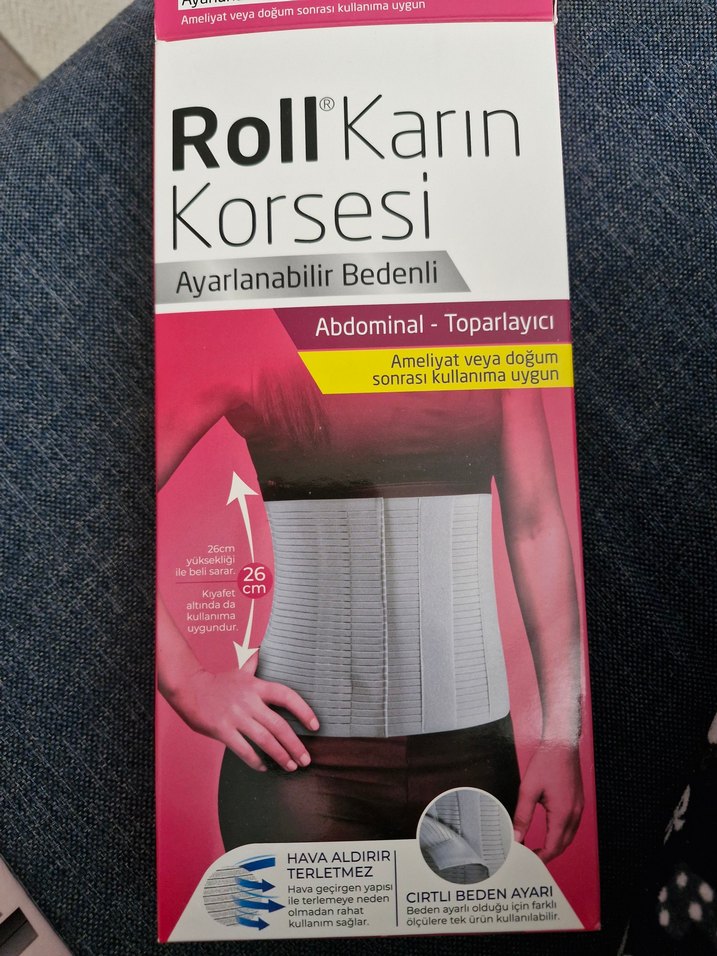 Ameliyat veya doğum sonrası kullanıma uygun
Roll® Karın
Korsesi
Ayarlanabilir Bedenli
Abdominal - Toparlayıcı
Ameliyat veya doğum
sonrası kullanıma uygun
26cm
yüksekliği
ile beli sarar.
Kıyafet
altında da
kullanıma
uygundur.
26
cm
HAVA ALDIRIR
TERLETMEZ
Hava geçirgen yapısı
ile terlemeye neden
olmadan rahat
kullanım sağlar.
CIRTLI BEDEN AYARI
Beden ayarlı olduğu için farklı
ölçülere tek ürün kullanılabilir.